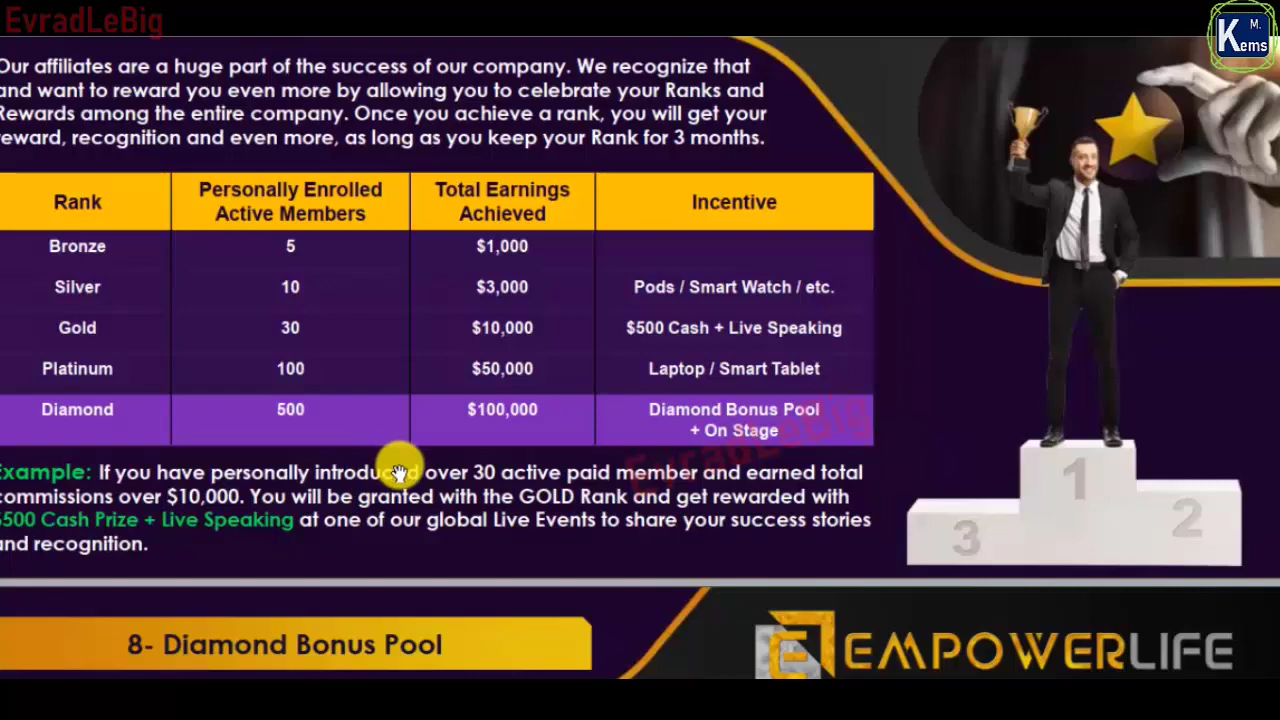 EvradLeBig
M.
Kems
Our affiliates are a huge part of the success of our company. We recognize that
and want to reward you even more by allowing you to celebrate your Ranks and
Rewards among the entire company. Once you achieve a rank, you will get your
reward, recognition and even more, as long as you keep your Rank for 3 months.
Rank Personally Enrolled Active Members Total Earnings Achieved Incentive
Bronze 5 $1,000
Silver 10 $3,000 Pods / Smart Watch / etc.
Gold 30 $10,000 $500 Cash + Live Speaking
Platinum 100 $50,000 Laptop / Smart Tablet
Diamond 500 $100,000 Diamond Bonus Pool
+ On Stage
EvradLeBig
Example: If you have personally introduced over 30 active paid member and earned total
commissions over $10,000. You will be granted with the GOLD Rank and get rewarded with
$500 Cash Prize + Live Speaking at one of our global Live Events to share your success stories
and recognition.
1
2
3
8- Diamond Bonus Pool
EMPOWERLIFE